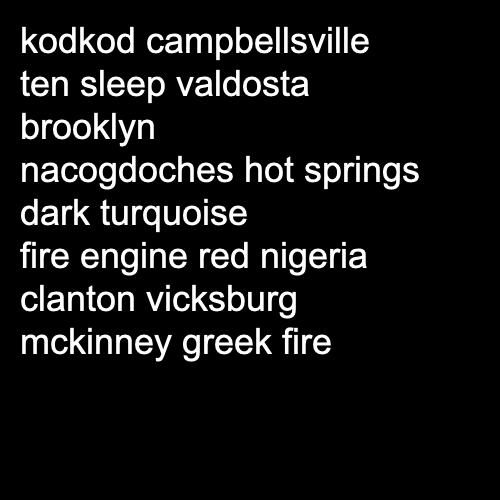 kodkod campbellsville
ten sleep valdosta
brooklyn
nacogdoches hot springs
dark turquoise
fire engine red nigeria
clanton vicksburg
mckinney greek fire